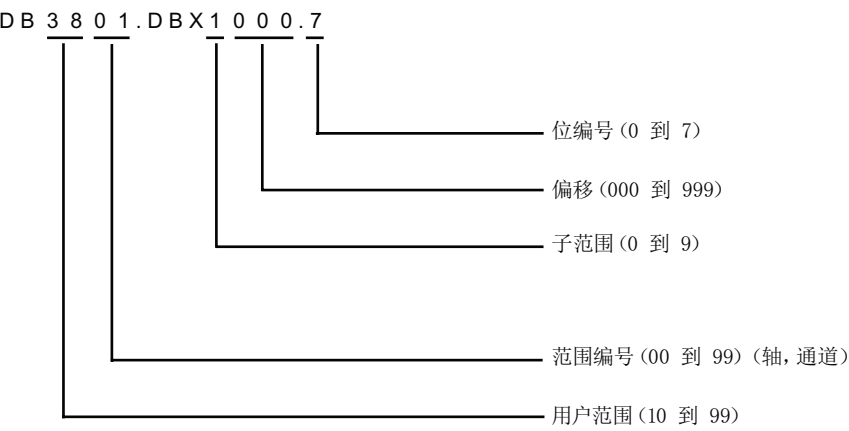 DB3801.DBX1000.7
位编号(0 到 7)
偏移(000 到 999)
子范围(0 到 9)
范围编号(00 到 99)(轴,通道)
用户范围(10 到 99)